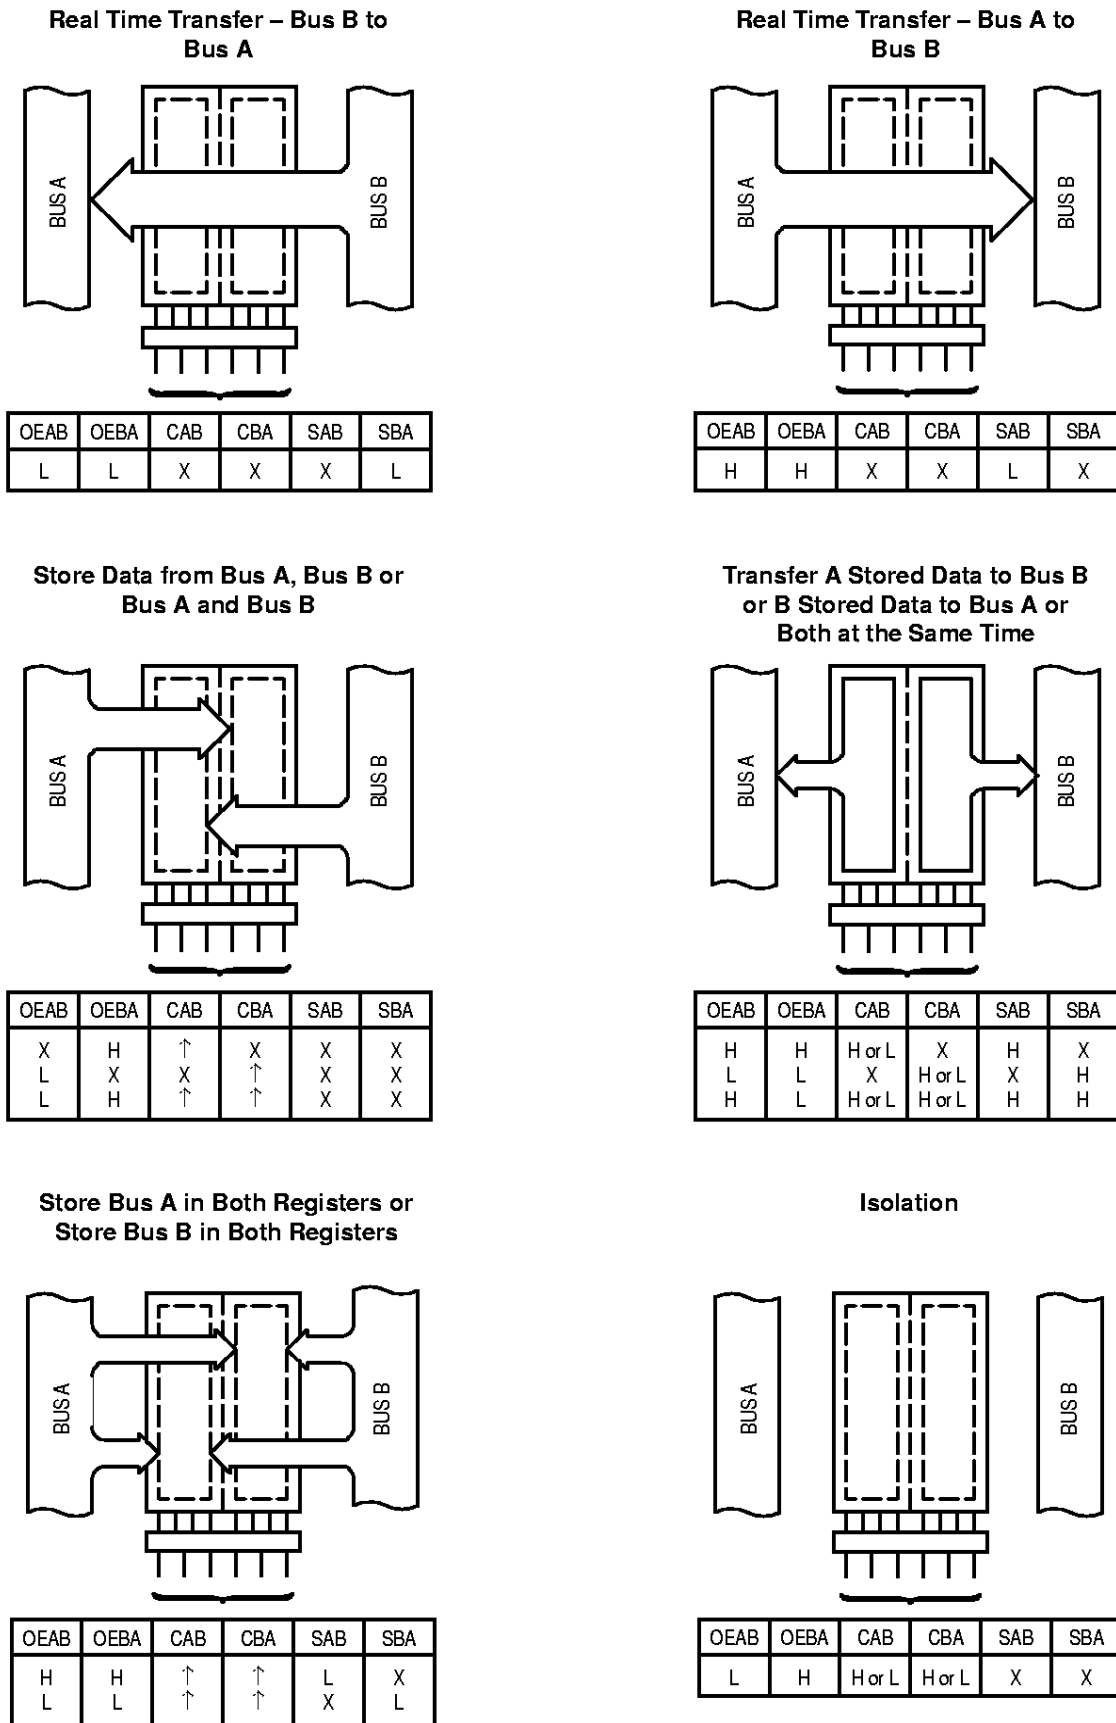 Real Time Transfer – Bus B to
Bus A
BUS A
BUS B
OEAB OEBA CAB CBA SAB SBA
L L X X X L
Real Time Transfer – Bus A to
Bus B
BUS A
BUS B
OEAB OEBA CAB CBA SAB SBA
H H X X L X
Store Data from Bus A, Bus B or
Bus A and Bus B
BUS A
BUS B
OEAB OEBA CAB CBA SAB SBA
X H ↑ X X X
L X X ↑ X X
L H ↑ ↑ X X
Transfer A Stored Data to Bus B
or B Stored Data to Bus A or
Both at the Same Time
BUS A
BUS B
OEAB OEBA CAB CBA SAB SBA
H H H or L X H X
L L X H or L X H
H L H or L H or L H H
Store Bus A in Both Registers or
Store Bus B in Both Registers
BUS A
BUS B
OEAB OEBA CAB CBA SAB SBA
H H ↑ ↑ L X
L L ↑ ↑ X L
Isolation
BUS A
BUS B
OEAB OEBA CAB CBA SAB SBA
L H H or L H or L X X